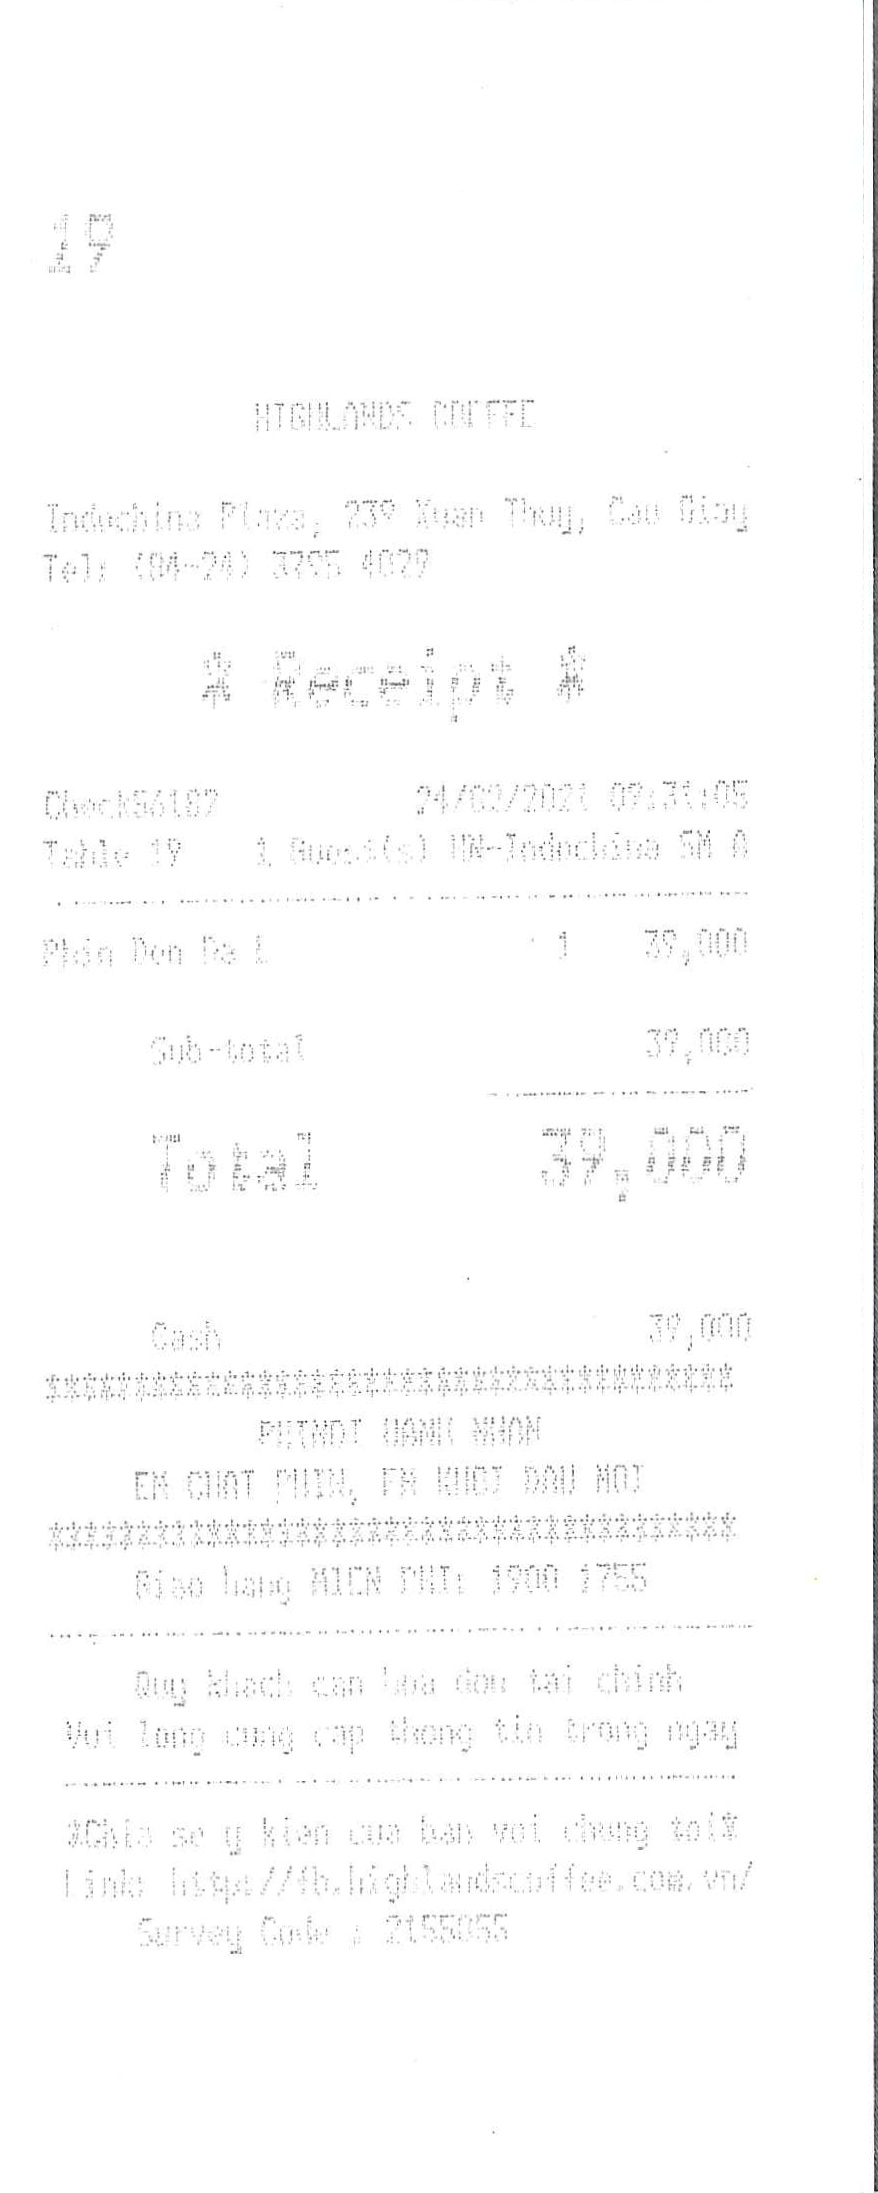 19
HIGHLANDS COFFEE
Indochina Plaza, 239 Xuan Thuy, Cau Giay
Tel: (84-24) 3795 4029
* Receipt *
Check56187 24/02/2021 09:31:05
Table 19 1 Guest(s) HN-Indochina SM A
Phin Den Da L 1 39,000
Sub-total 39,000
Total 39,000
Cash 39,000
**************************************
PHINDI HANH NHAN
EM CHAT PHIN, EM KHOI DAU MOI
**************************************
Giao hang MIEN PHI: 1900 1755
Quy khach can hoa don tai chinh
Vui long cung cap thong tin trong ngay
*Chia se y kien cua ban voi chung toi*
Link: http://fb.highlandscoffee.com.vn/
Survey Code : 2155055